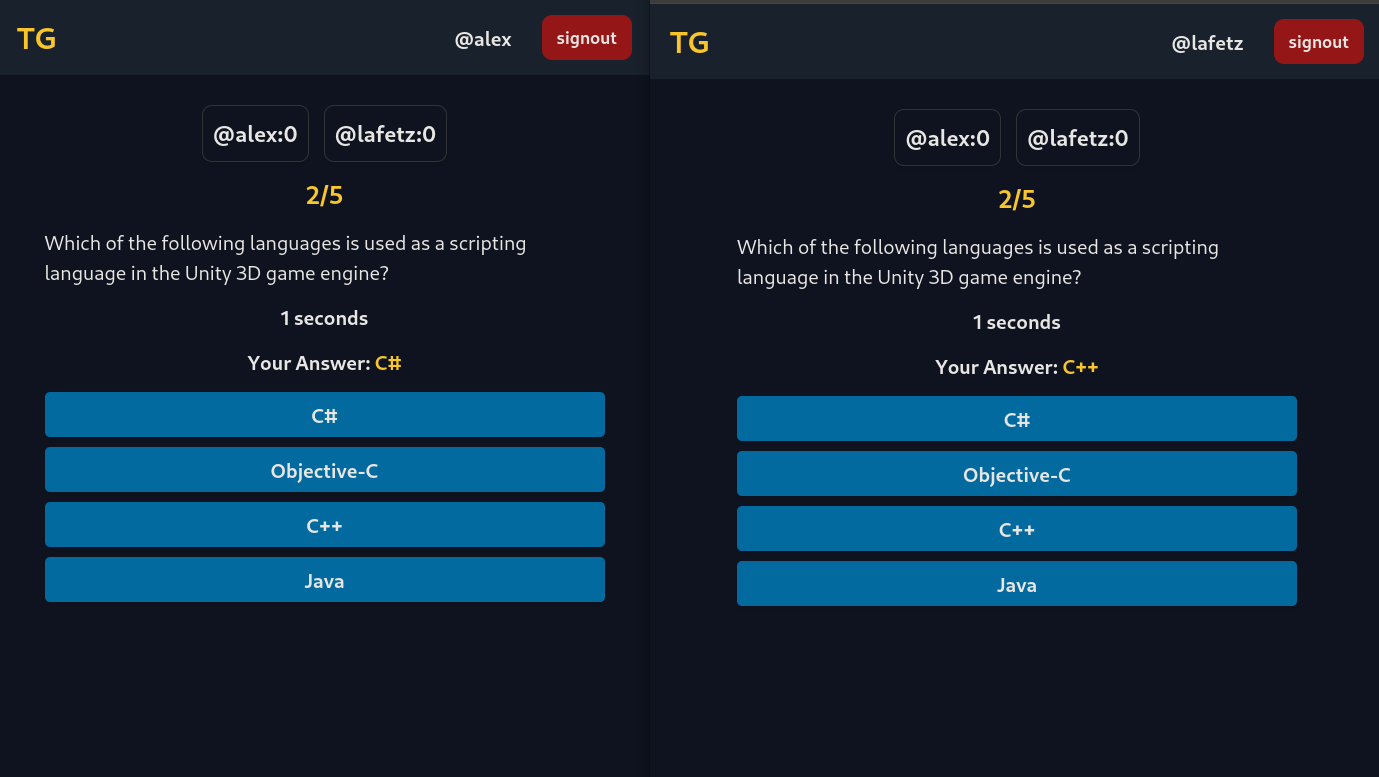 TG
@alex
signout
@alex:0
@lafetz:0
2/5
Which of the following languages is used as a scripting
language in the Unity 3D game engine?
1 seconds
Your Answer: C#
C#
Objective-C
C++
Java
TG
@lafetz
signout
@alex:0
@lafetz:0
2/5
Which of the following languages is used as a scripting
language in the Unity 3D game engine?
1 seconds
Your Answer: C++
C#
Objective-C
C++
Java